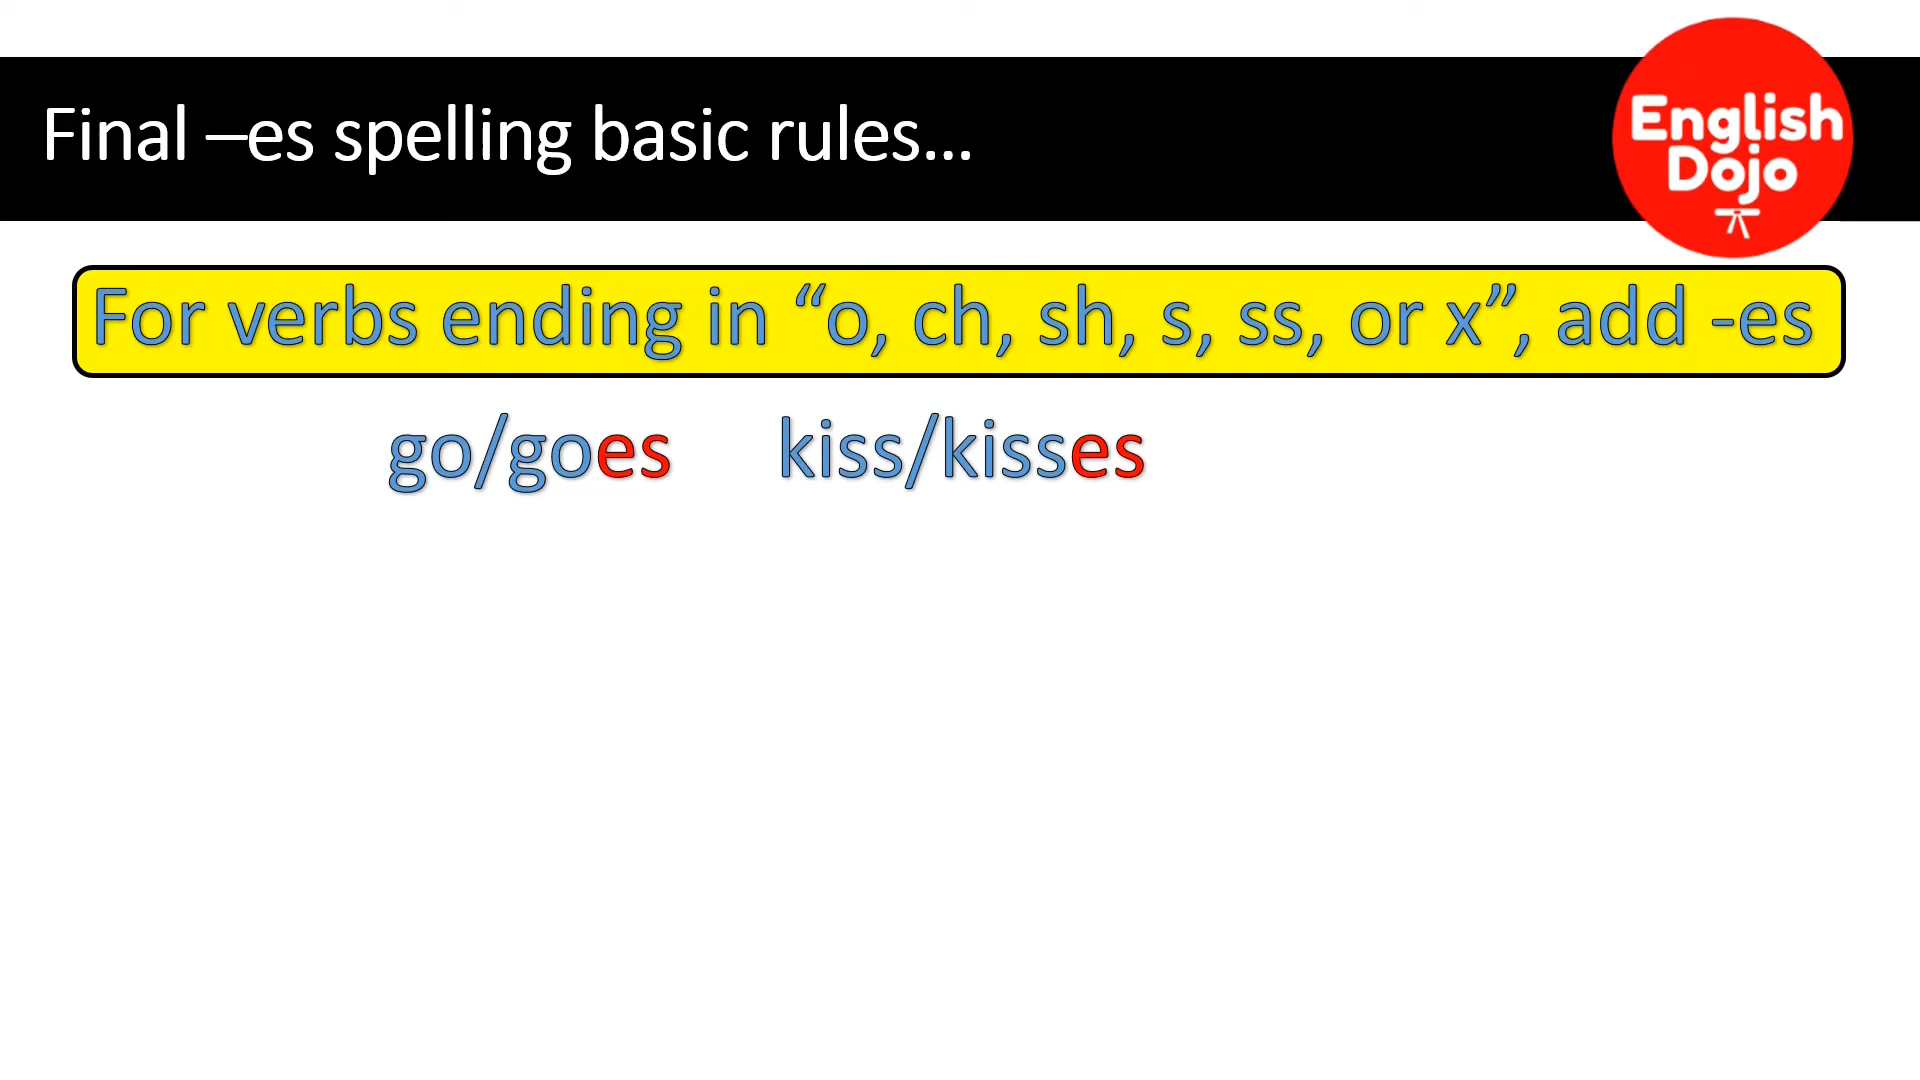 Final –es spelling basic rules...
English
Dojo
For verbs ending in “o, ch, sh, s, ss, or x”, add -es
go/goes kiss/kisses